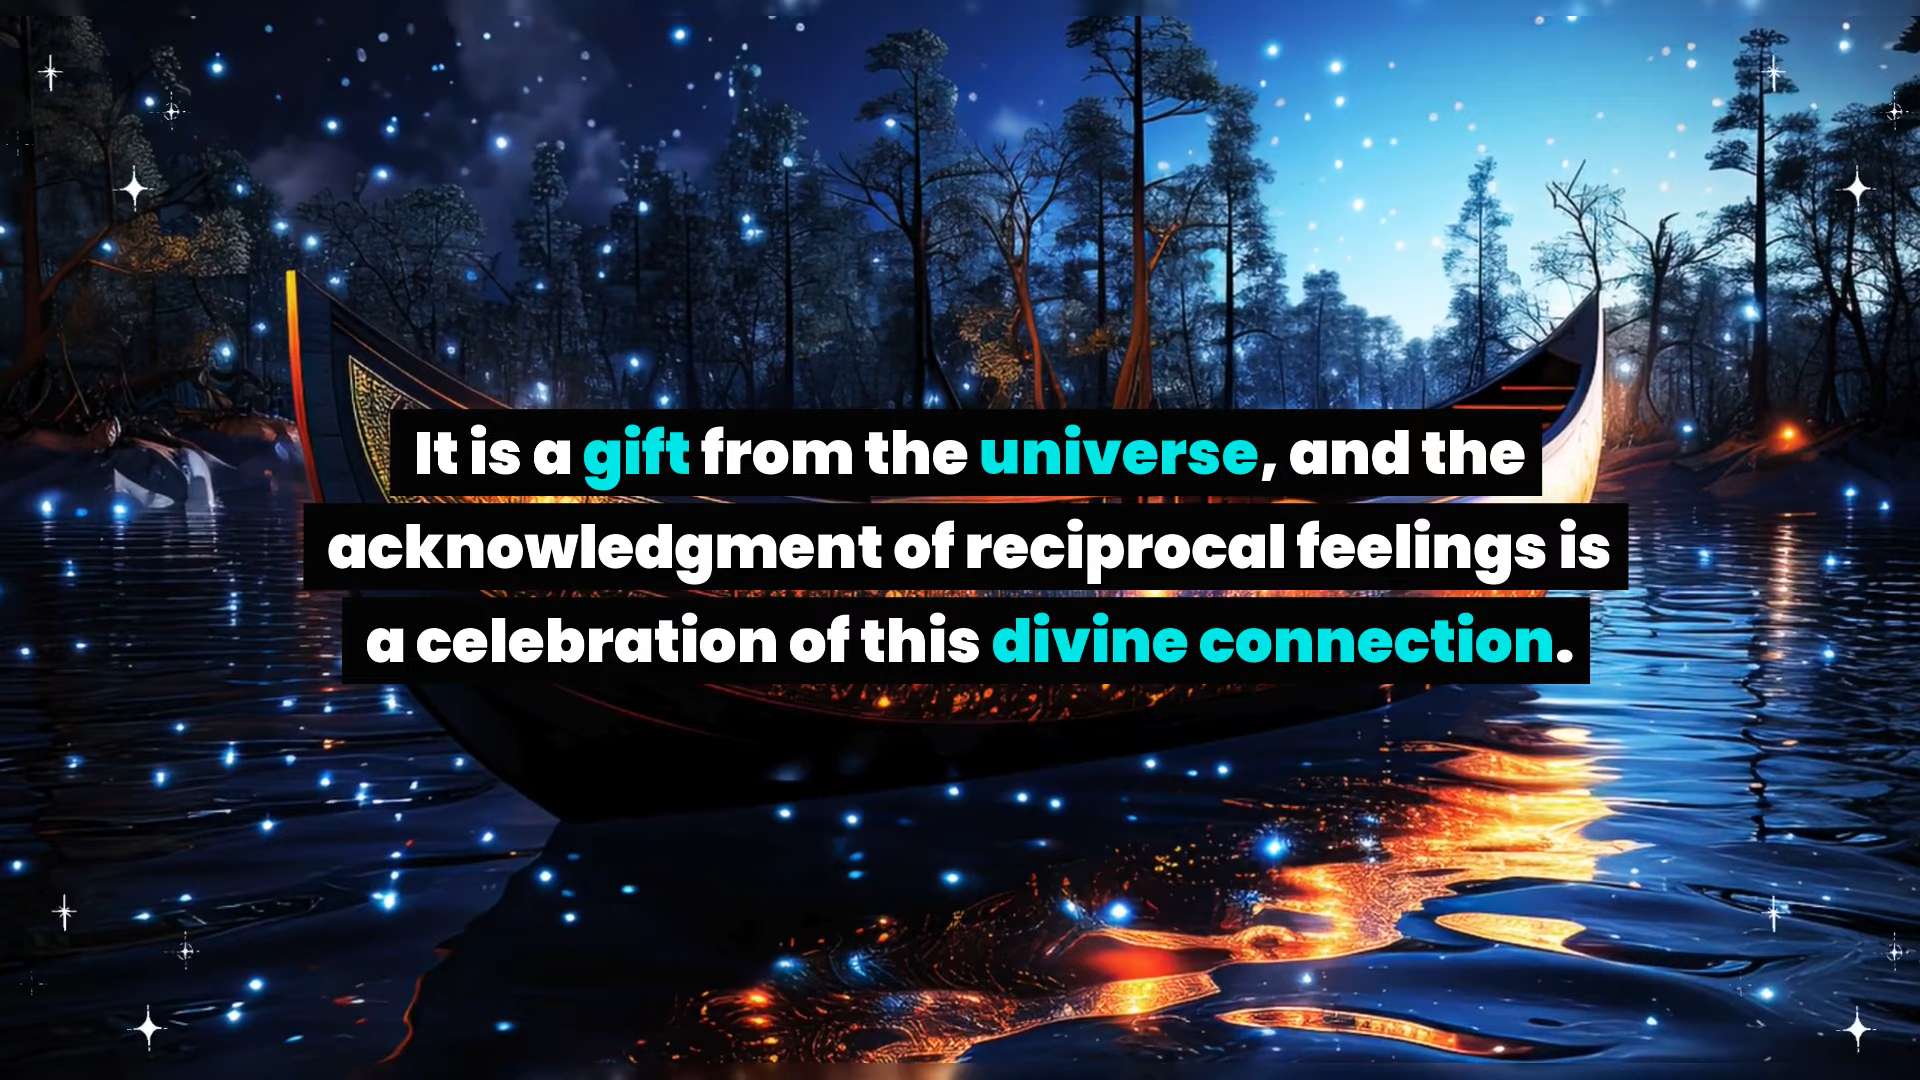 It is a gift from the universe, and the
acknowledgment of reciprocal feelings is
a celebration of this divine connection.